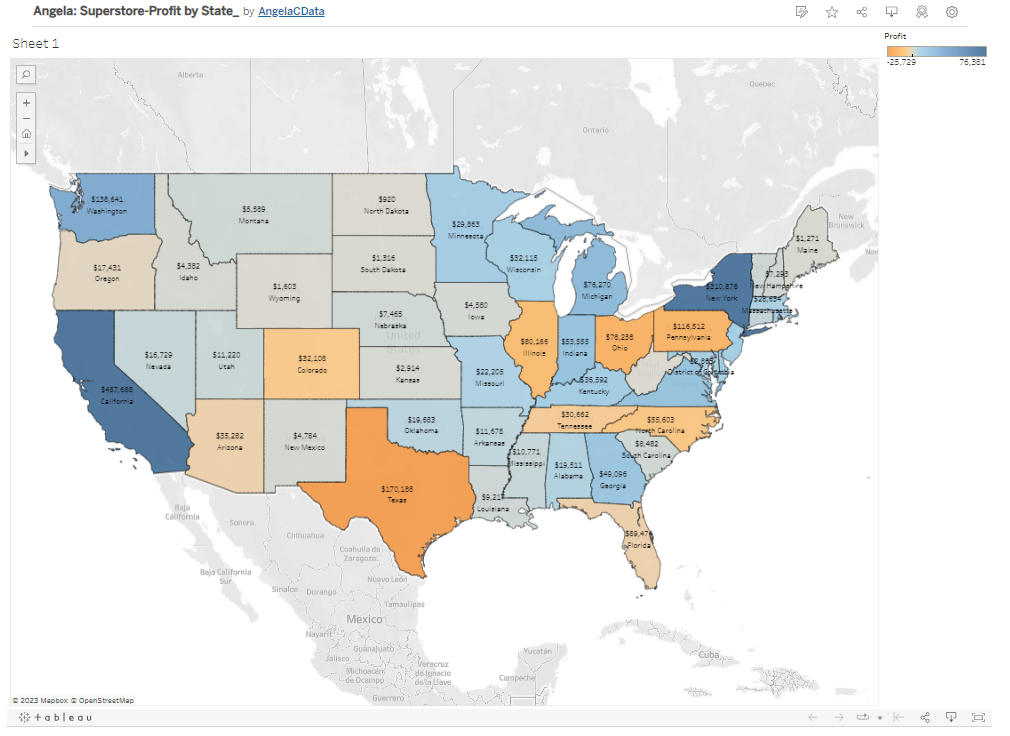 Angela: Superstore-Profit by State_ by AngelaCData
Sheet 1
Profit
-25,729 76,381
Alberta
Quebec
Ontario
New
Brunswick
Nov
$138,641
Washington
$5,589
Montana
$920
North Dakota
$29,863
Minnesota
$1,271
Maine
$17,431
Oregon
$4,382
Idaho
$1,316
South Dakota
$32,115
Wisconsin
$7,293
New Hampshire
$1,603
Wyoming
$76,270
Michigan
$310,876
New York
$28,634
Massachusetts
$4,580
Iowa
$7,465
Nebraska
United
States
$116,512
Pennsylvania
$16,729
Nevada
$11,220
Utah
$32,108
Colorado
$80,166
Illinois
$53,555
Indiana
$78,258
Ohio
$2,914
Kansas
$22,205
Missouri
$2,865
District of Columbia
$36,592
Kentucky
$457,688
California
$30,662
Tennessee
$55,603
North Carolina
$35,282
Arizona
$4,784
New Mexico
$19,683
Oklahoma
$11,678
Arkansas
$8,482
South Carolina
$10,771
Mississippi
$19,511
Alabama
$49,096
Georgia
$170,188
Texas
$9,217
Louisiana
$89,474
Florida
Baja
California
Sonora
Chihuahua
Coahuila de
Zaragoza
Baja California
Sur
Sinaloa
Durango
Nuevo León
Tamaulipas
Mexico
Nayarit
Guanajuato
Jalisco
Michoacán
de Ocampo
Veracruz
de Ignacio
de la Llave
Guerrero
Yucatán
Campeche
Cuba
© 2023 Mapbox © OpenStreetMap
+ableau